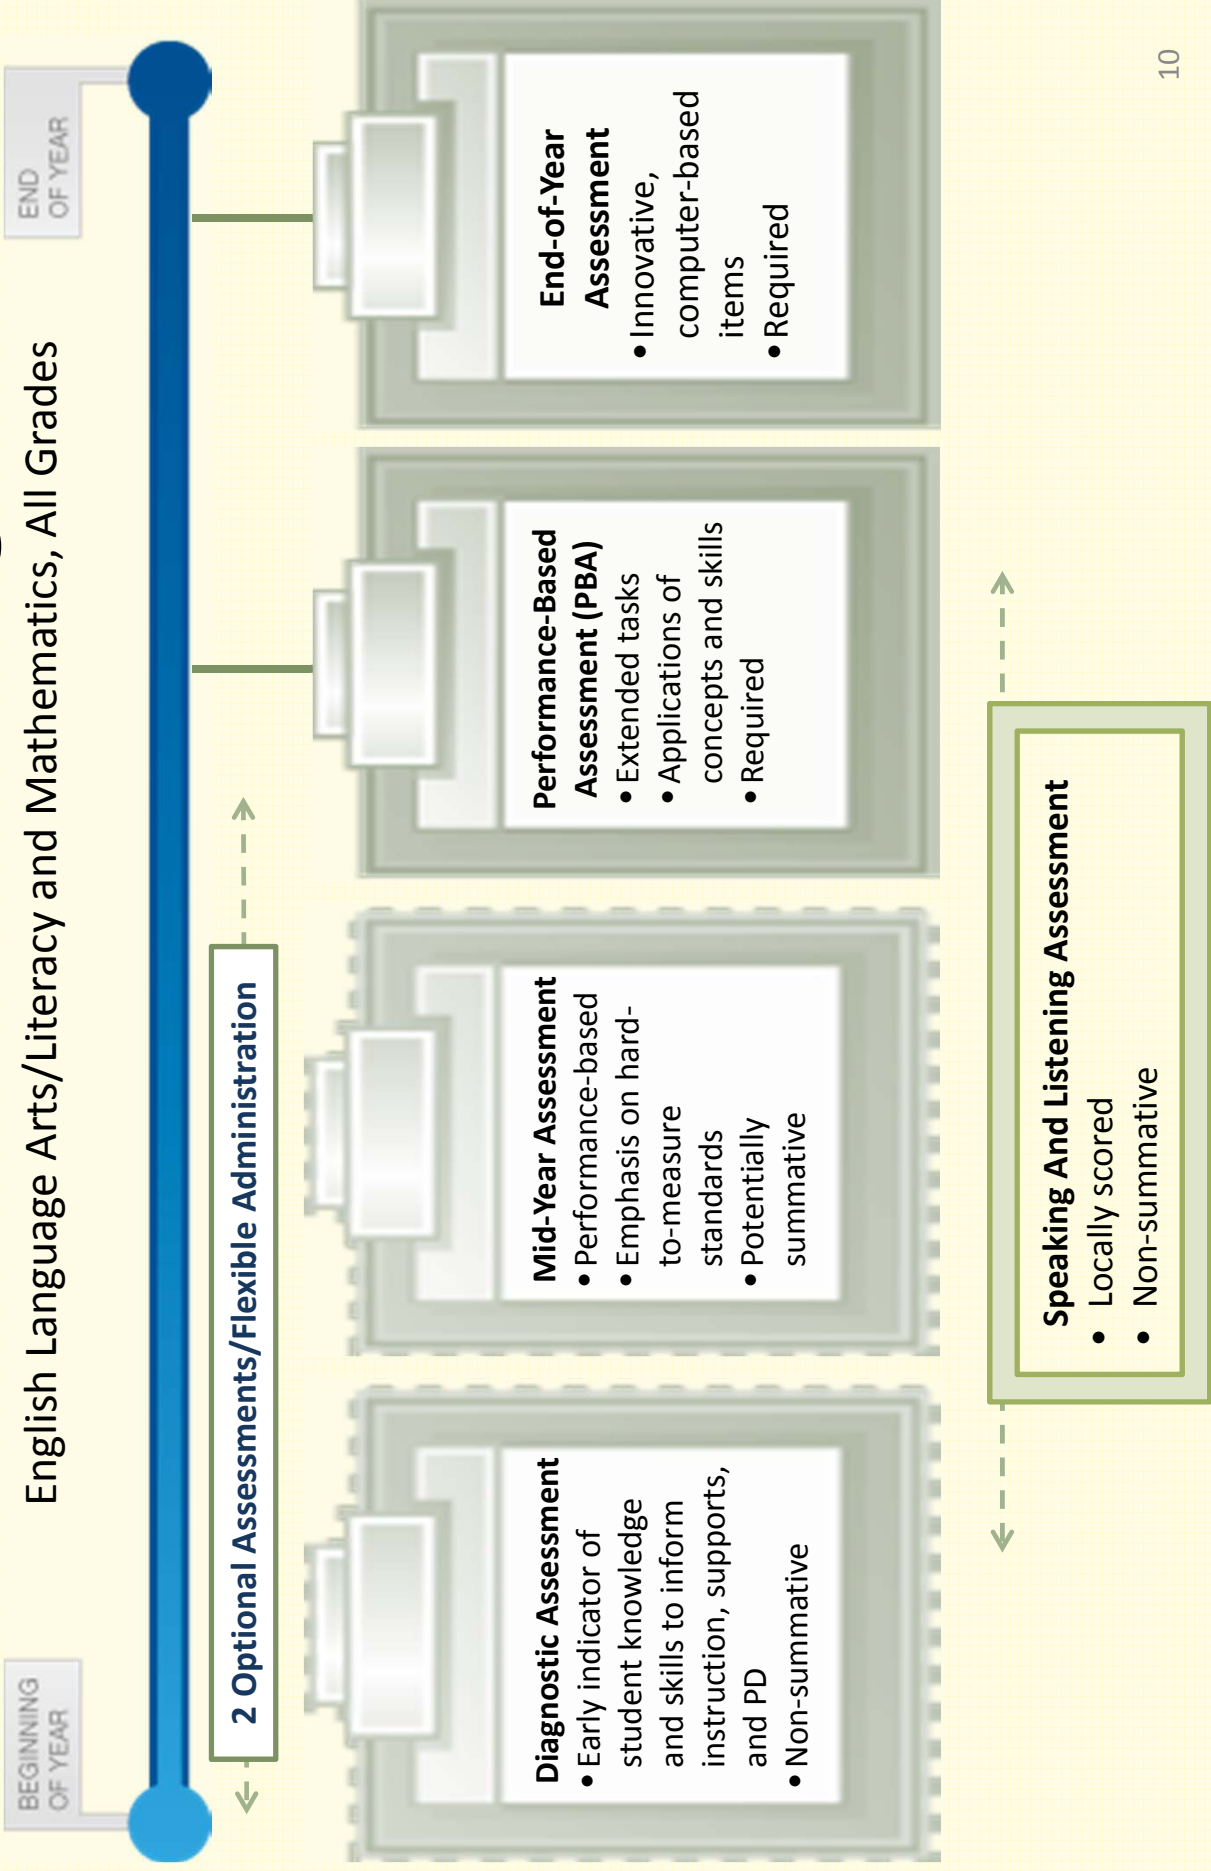 English Language Arts/Literacy and Mathematics, All Grades
BEGINNING
OF YEAR
END
OF YEAR
2 Optional Assessments/Flexible Administration
Diagnostic Assessment
• Early indicator of
student knowledge
and skills to inform
instruction, supports,
and PD
• Non-summative
Mid-Year Assessment
• Performance-based
• Emphasis on hard-
to-measure
standards
• Potentially
summative
Performance-Based
Assessment (PBA)
• Extended tasks
• Applications of
concepts and skills
• Required
End-of-Year
Assessment
• Innovative,
computer-based
items
• Required
Speaking And Listening Assessment
• Locally scored
• Non-summative
10